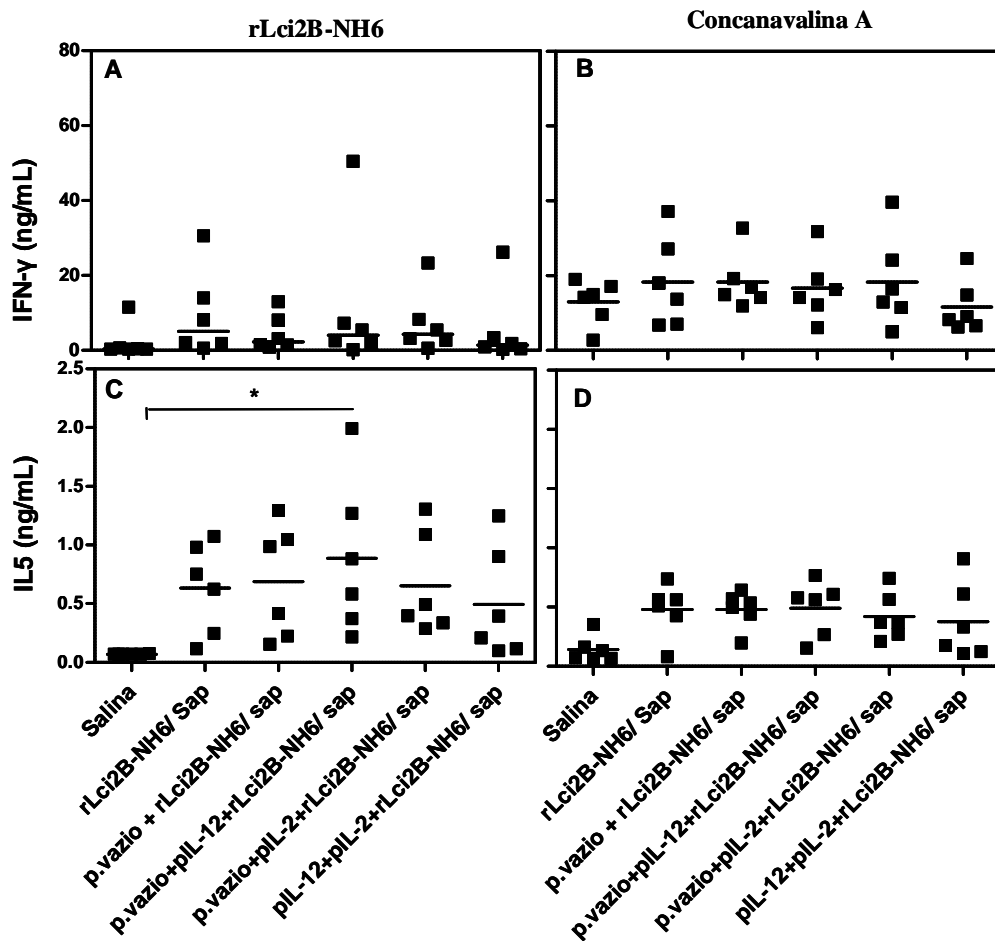 rLci2B-NH6
Concanavalina A
A
B
IFN-γ (ng/mL)
80
60
40
20
0
C
D
*
IL5 (ng/mL)
2.5
2.0
1.5
1.0
0.5
0.0
Salina
rLci2B-NH6/ Sap
p.vazio + rLci2B-NH6/ sap
p.vazio+pIL-12+rLci2B-NH6/ sap
p.vazio+pIL-2+rLci2B-NH6/ sap
pIL-12+pIL-2+rLci2B-NH6/ sap
Salina
rLci2B-NH6/ Sap
p.vazio + rLci2B-NH6/ sap
p.vazio+pIL-12+rLci2B-NH6/ sap
p.vazio+pIL-2+rLci2B-NH6/ sap
pIL-12+pIL-2+rLci2B-NH6/ sap